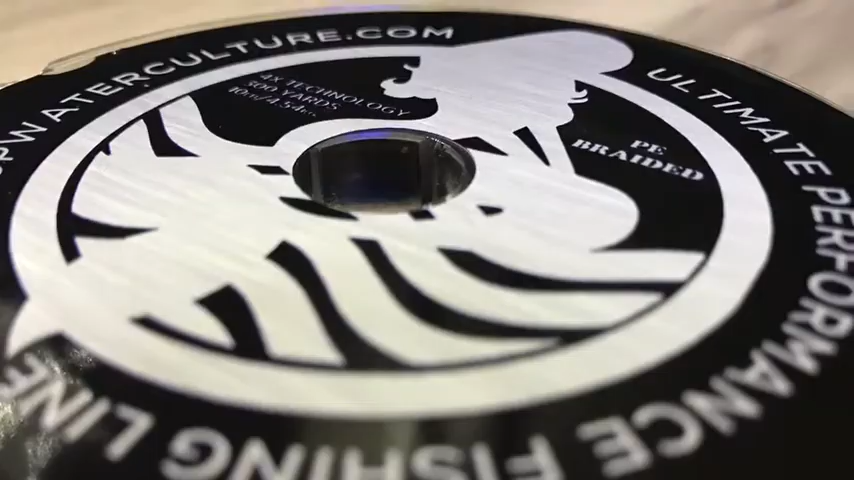 WATERCULTURE.COM
ULTIMATE PERFORMANCE FISHING LINE
4X TECHNOLOGY
300 YARDS
PE
BRAIDED